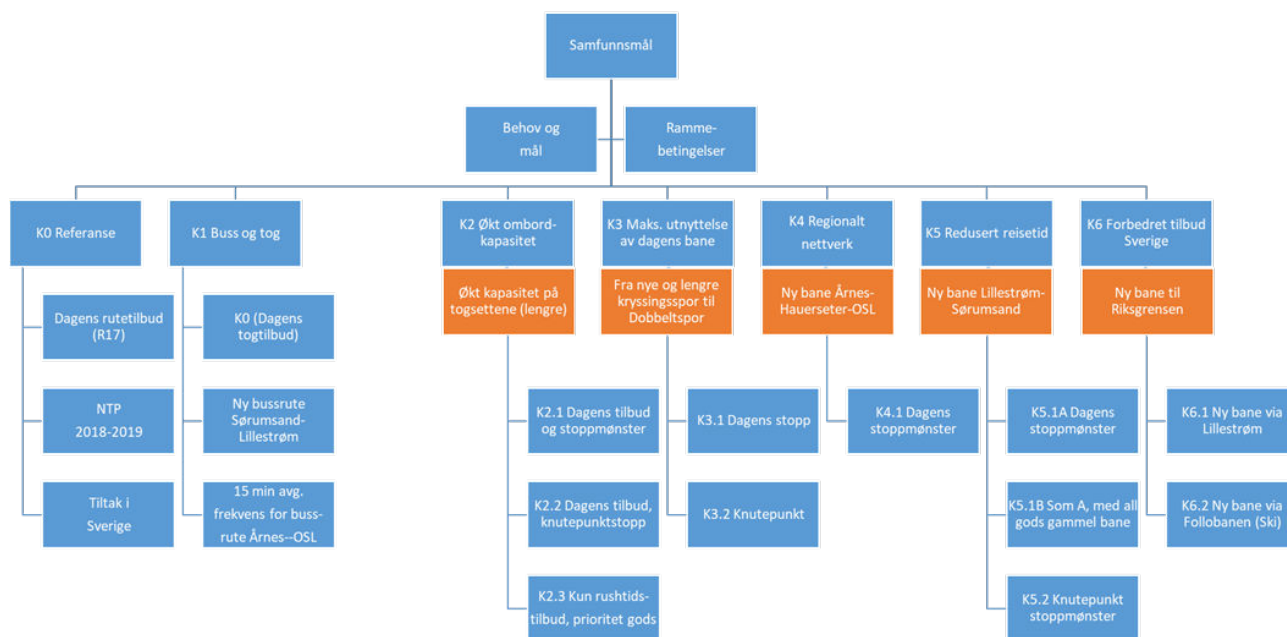 Samfunnsmål
Behov og
mål
Ramme-
betingelser
K0 Referanse
Dagens rutetilbud
(R17)
NTP
2018-2019
Tiltak i
Sverige
K1 Buss og tog
K0 (Dagens
togtilbud)
Ny bussrute
Sørumsand-
Lillestrøm
15 min avg.
frekvens for buss-
rute Årnes--OSL
K2 Økt ombord-
kapasitet
Økt kapasitet på
togsettene (lengre)
K2.1 Dagens tilbud
og stoppmønster
K2.2 Dagens tilbud,
knutepunktstopp
K2.3 Kun rushtids-
tilbud, prioritet gods
K3 Maks. utnyttelse
av dagens bane
Fra nye og lengre
kryssingsspor til
Dobbeltspor
K3.1 Dagens stopp
K3.2 Knutepunkt
K4 Regionalt
nettverk
Ny bane Årnes-
Hauerseter-OSL
K4.1 Dagens
stoppmønster
K5 Redusert reisetid
Ny bane Lillestrøm-
Sørumsand
K5.1A Dagens
stoppmønster
K5.1B Som A, med all
gods gammel bane
K5.2 Knutepunkt
stoppmønster
K6 Forbedret tilbud
Sverige
Ny bane til
Riksgrensen
K6.1 Ny bane via
Lillestrøm
K6.2 Ny bane via
Follobanen (Ski)